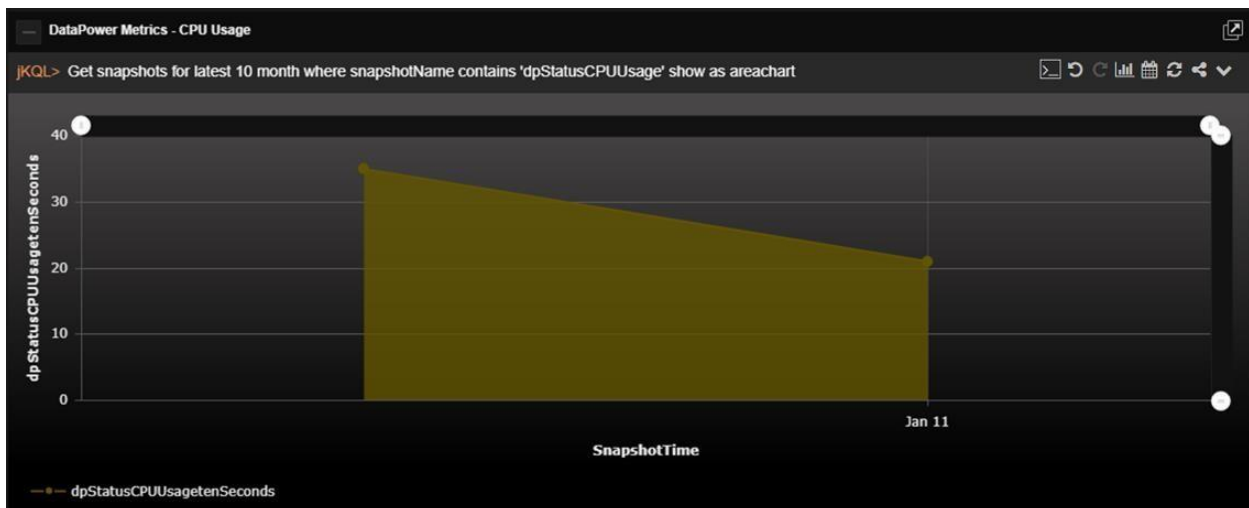 DataPower Metrics - CPU Usage
jKQL> Get snapshots for latest 10 month where snapshotName contains 'dpStatusCPUUsage' show as areachart
40
30
20
10
0
dpStatusCPUUsagetenSeconds
Jan 11
SnapshotTime
dpStatusCPUUsagetenSeconds